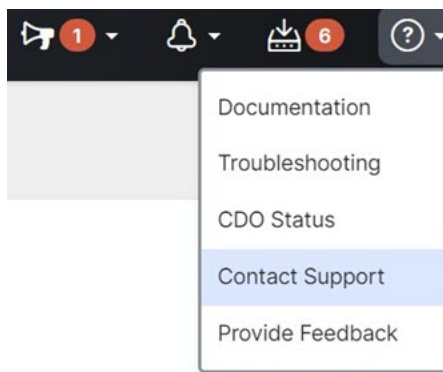 1
6
?
Documentation
Troubleshooting
CDO Status
Contact Support
Provide Feedback